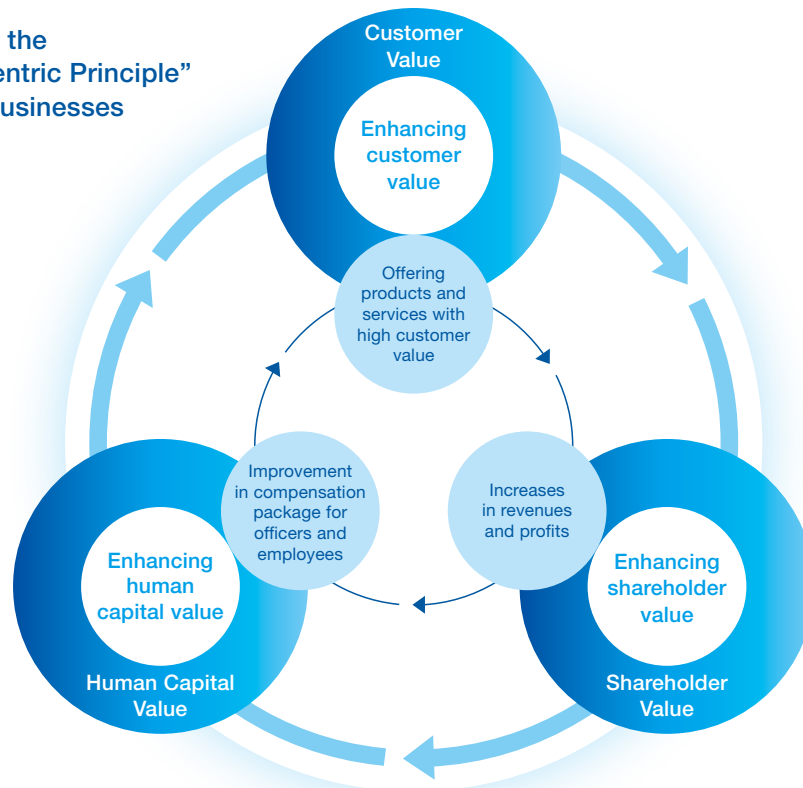 the
entric Principle”
usinesses
Customer
Value
Enhancing
customer
value
Offering
products and
services with
high customer
value
Improvement
in compensation
package for
officers and
employees
Increases
in revenues
and profits
Enhancing
human
capital value
Enhancing
shareholder
value
Human Capital
Value
Shareholder
Value